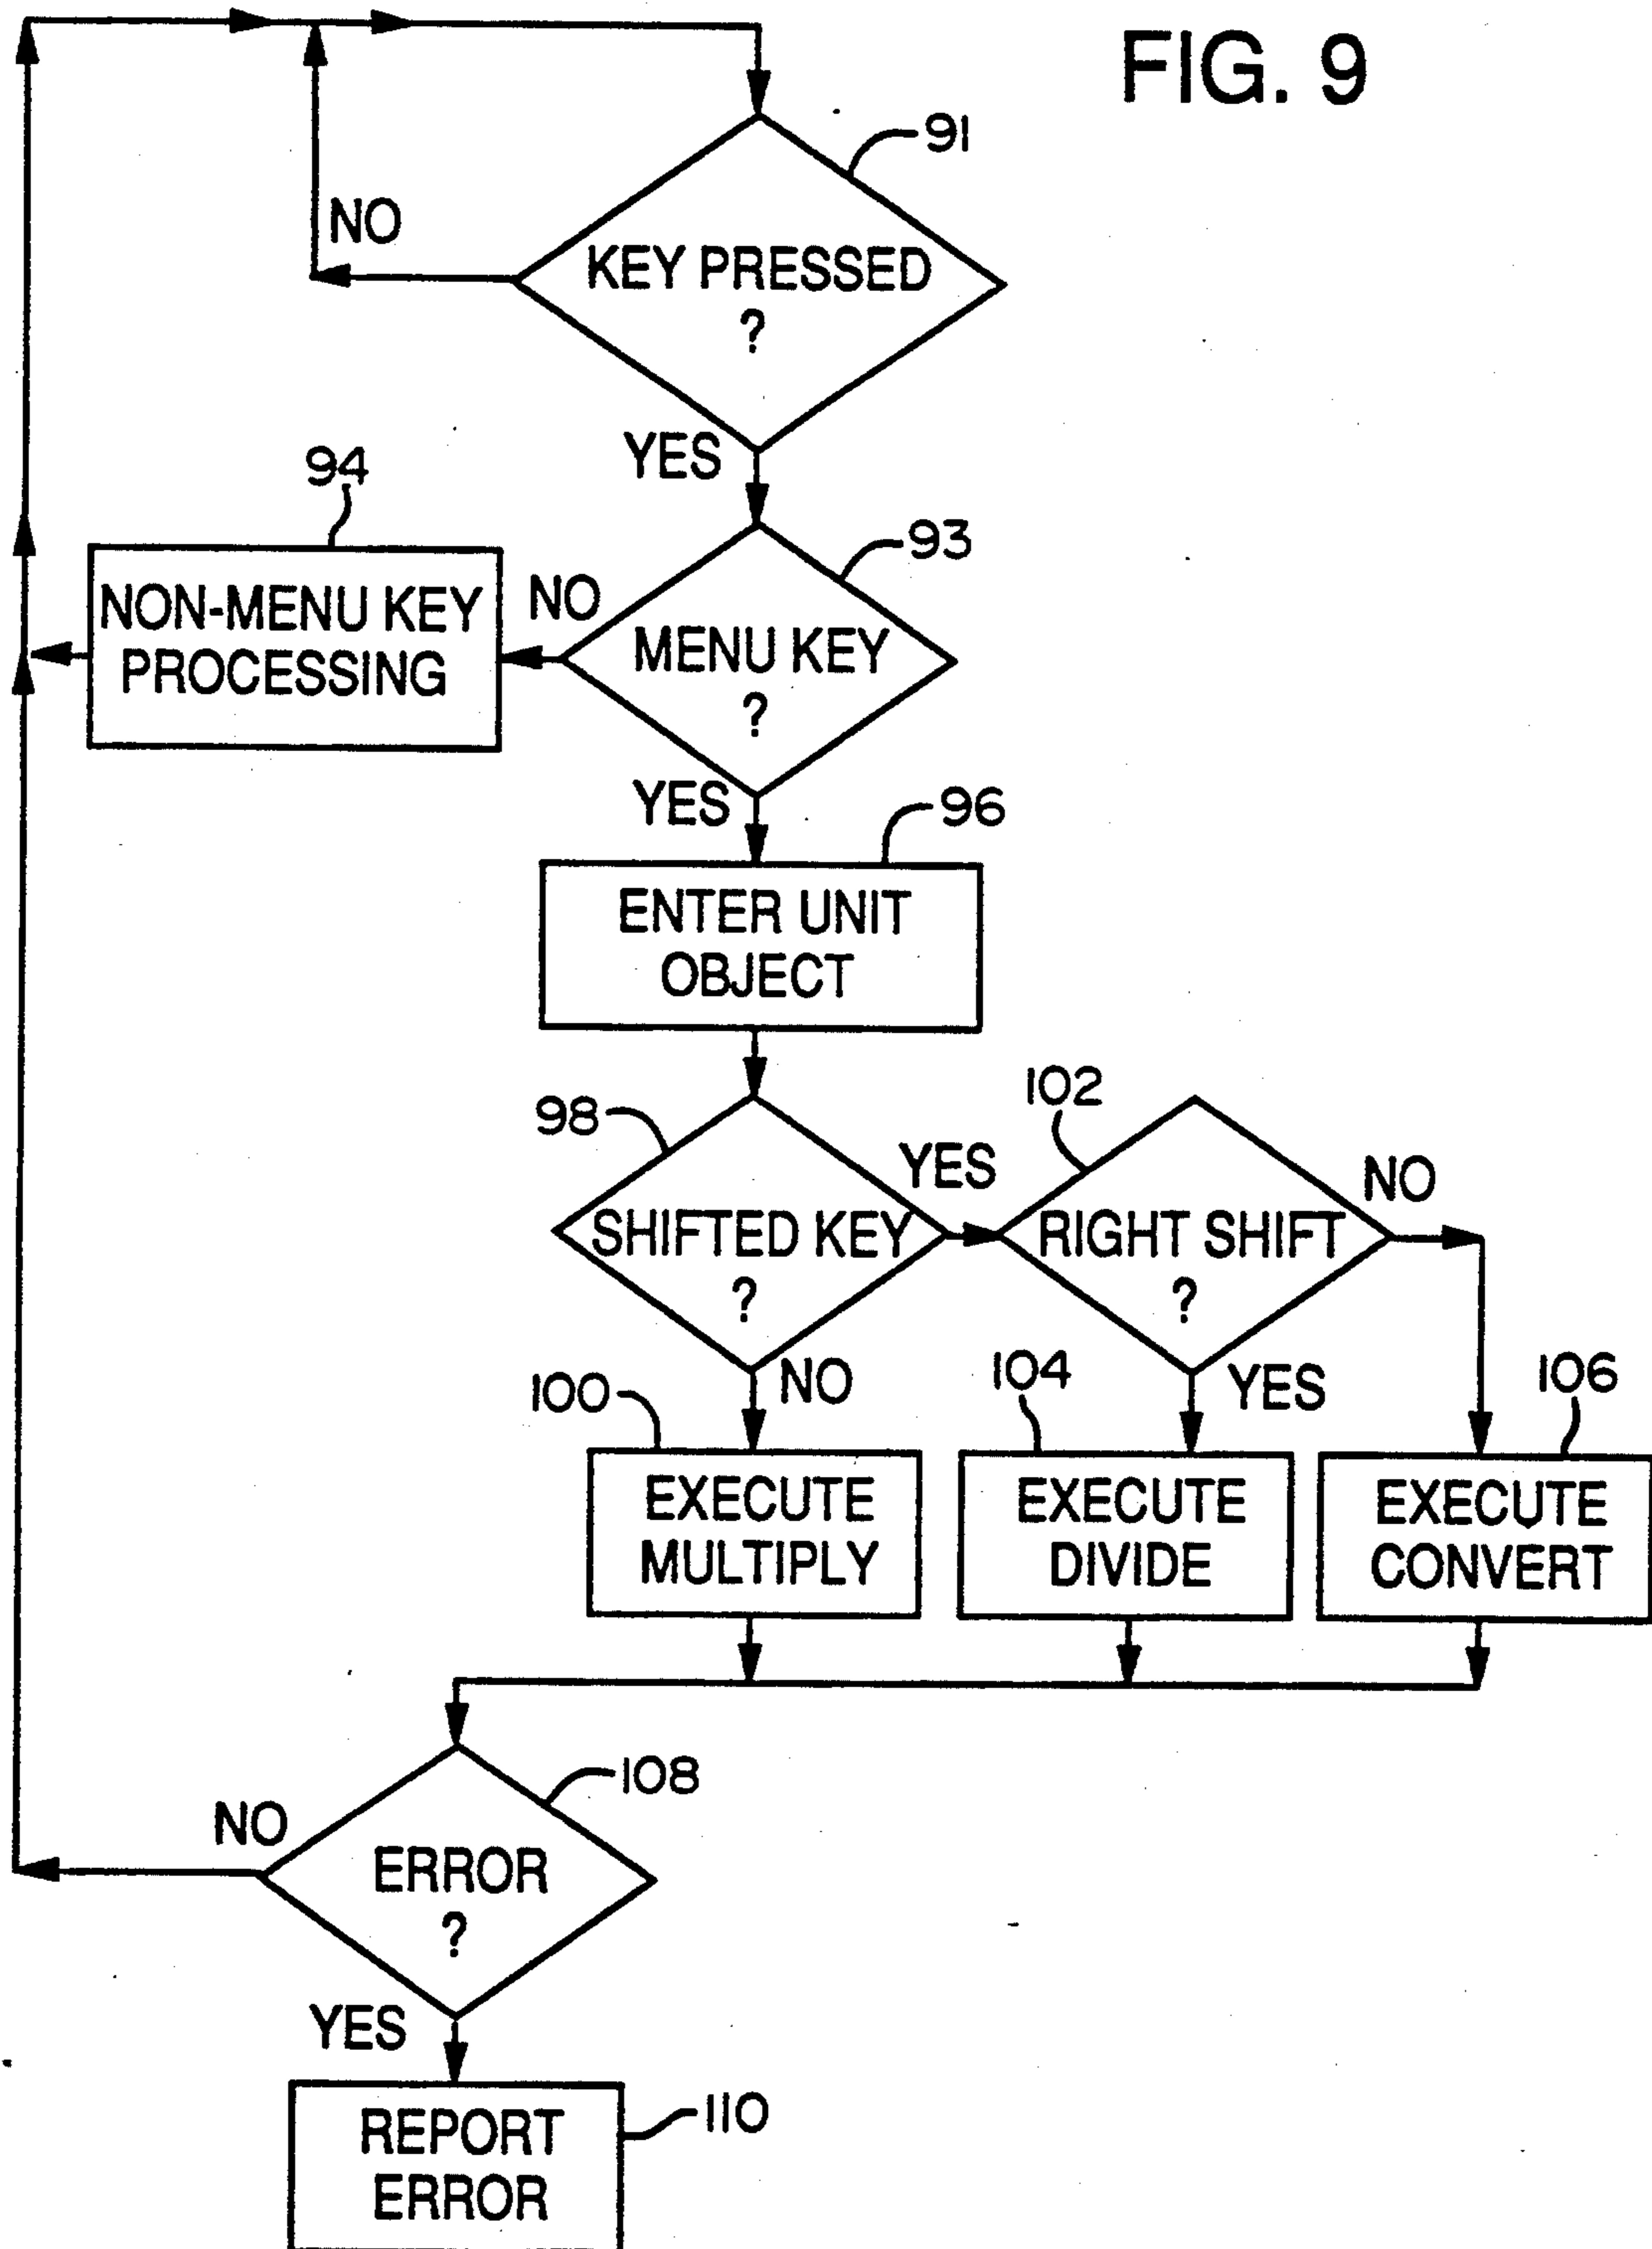 FIG. 9
91
NO
KEY PRESSED
?
YES
94
93
NON-MENU KEY
PROCESSING
NO
MENU KEY
?
YES
96
ENTER UNIT
OBJECT
98
YES
102
NO
SHIFTED KEY
?
RIGHT SHIFT
?
100
NO
104
YES
106
EXECUTE
MULTIPLY
EXECUTE
DIVIDE
EXECUTE
CONVERT
108
NO
ERROR
?
YES
110
REPORT
ERROR